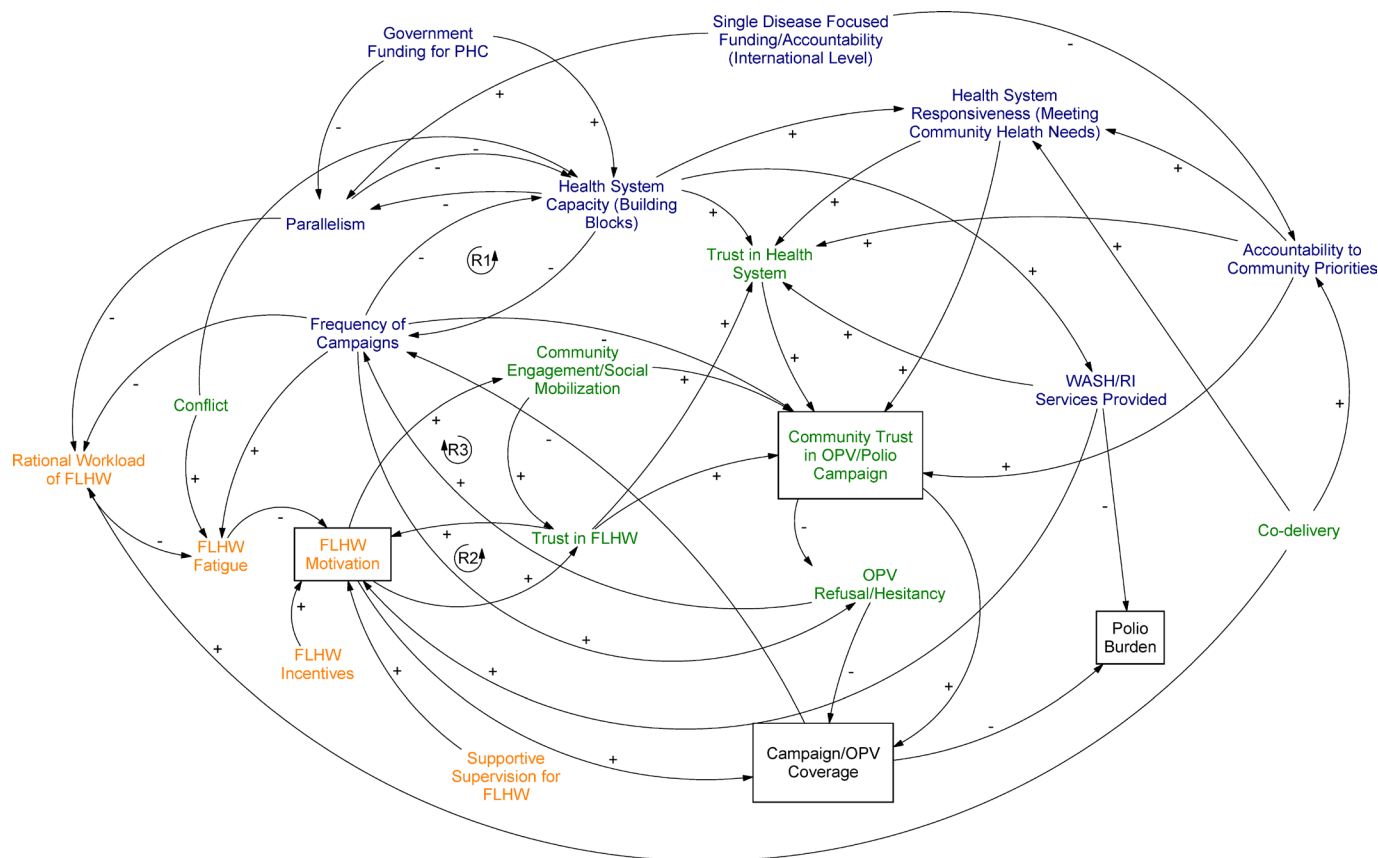 Government
Funding for PHC
Single Disease Focused
Funding/Accountability
(International Level)
-
+
-
+
Health System
Responsiveness (Meeting
Community Helath Needs)
+
-
-
+
Health System
Capacity (Building
Blocks)
-
+
+
Parallelism
Trust in Health
System
+
+
Accountability to
Community Priorities
R1
-
-
+
-
+
Frequency of
Campaigns
-
+
+
Community
Engagement/Social
Mobilization
+
+
+
WASH/RI
Services Provided
-
Conflict
+
-
+
R3
Community Trust
in OPV/Polio
Campaign
+
Rational Workload
of FLHW
+
+
+
+
+
-
-
-
+
-
Trust in FLHW
Co-delivery
FLHW
Fatigue
FLHW
Motivation
R2
+
OPV
Refusal/Hesitancy
+
+
+
Polio
Burden
FLHW
Incentives
+
+
-
+
-
Supportive
Supervision for
FLHW
+
Campaign/OPV
Coverage